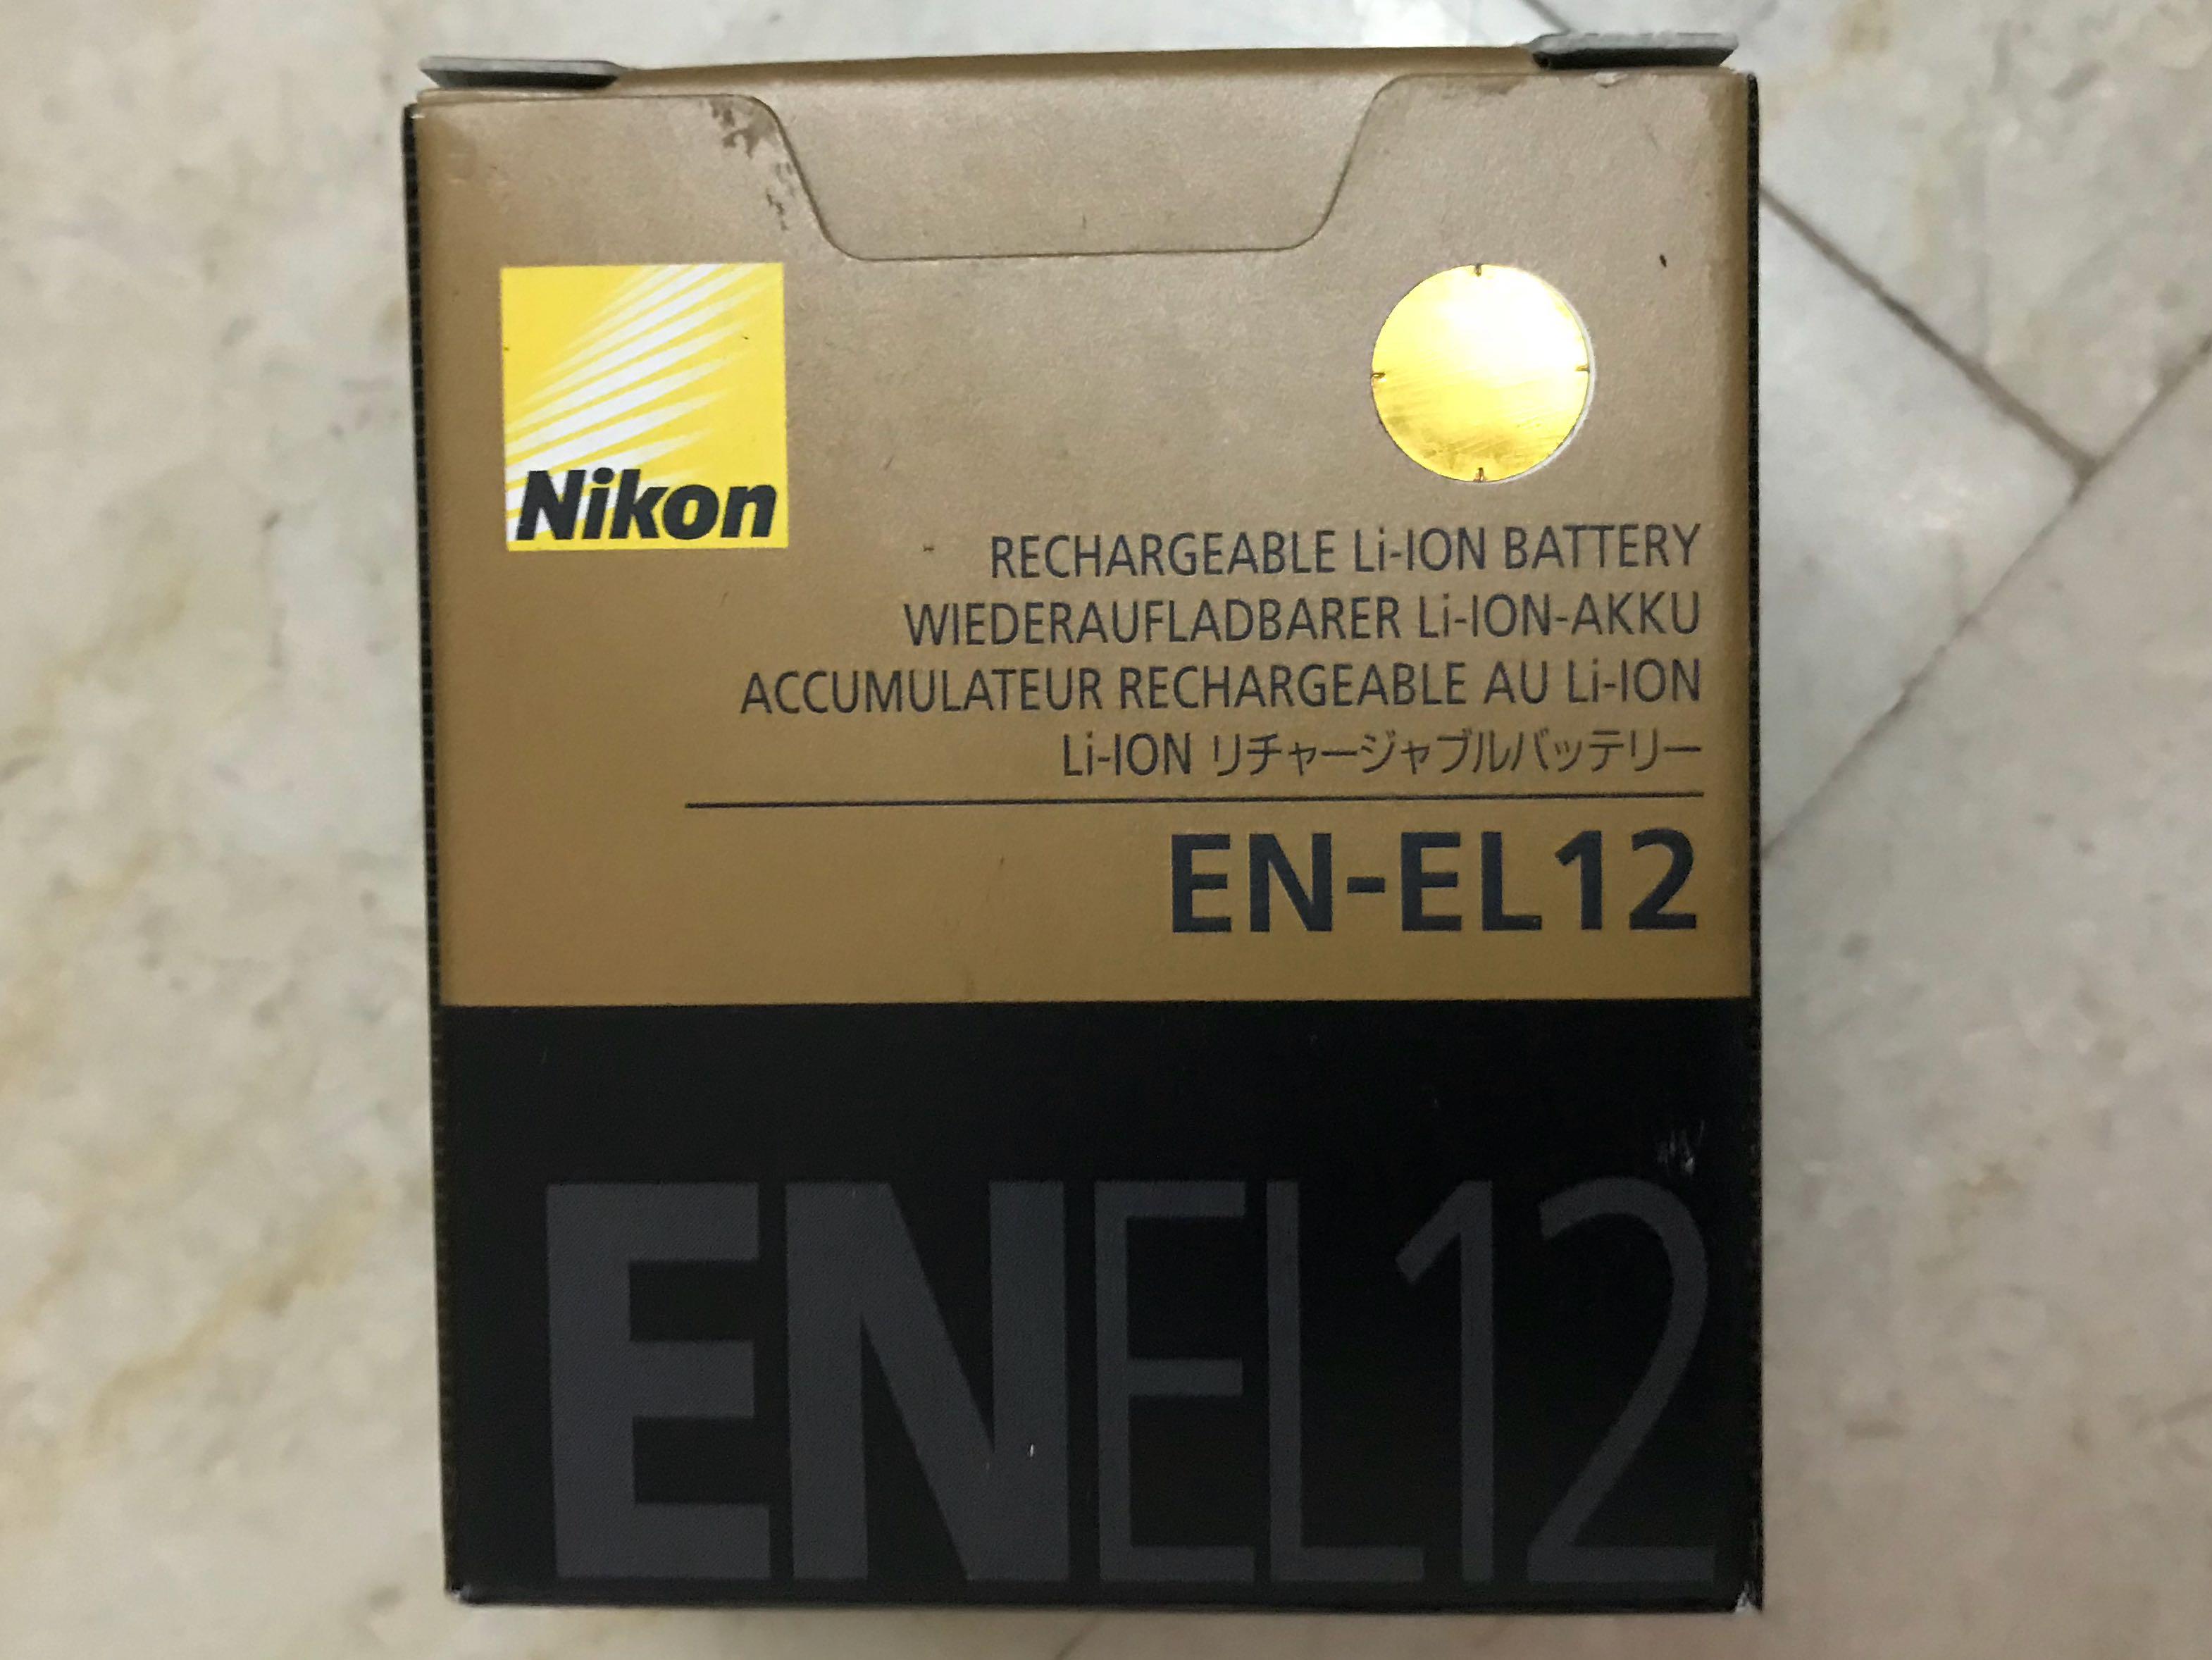 Nikon
RECHARGEABLE Li-ION BATTERY
WIEDERAUFLADBARER Li-ION-AKKU
ACCUMULATEUR RECHARGEABLE AU Li-ION
Li-ION リチャージャブルバッテリー
EN-EL12
ENEL12